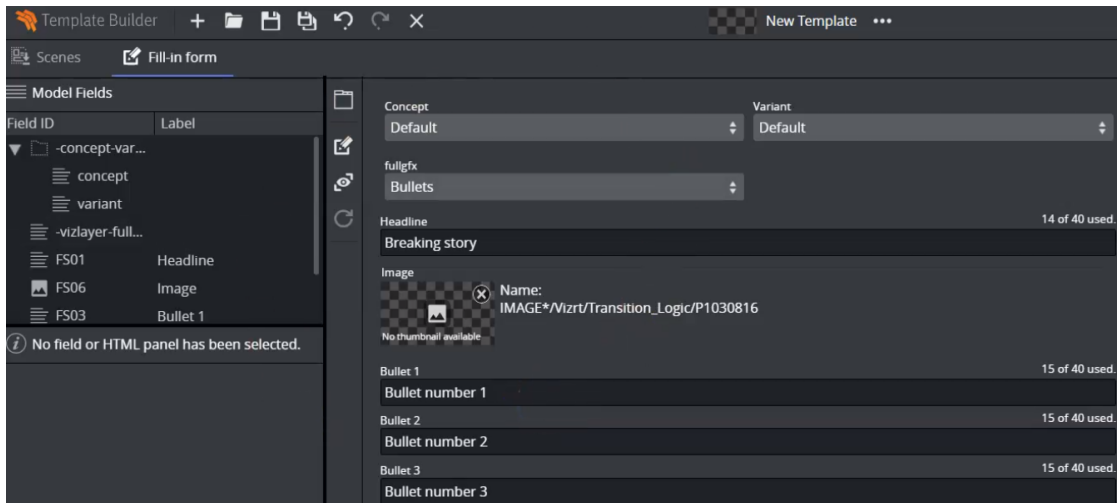 Template Builder
New Template
Scenes
Fill-in form
Model Fields
Field ID Label
-concept-var...
concept
variant
-vizlayer-full...
FS01 Headline
FS06 Image
FS03 Bullet 1
No field or HTML panel has been selected.
Concept
Default
Variant
Default
fullgfx
Bullets
Headline
14 of 40 used.
Breaking story
Image
Name:
IMAGE*/Vizrt/Transition_Logic/P1030816
No thumbnail available
Bullet 1
15 of 40 used.
Bullet number 1
Bullet 2
15 of 40 used.
Bullet number 2
Bullet 3
15 of 40 used.
Bullet number 3